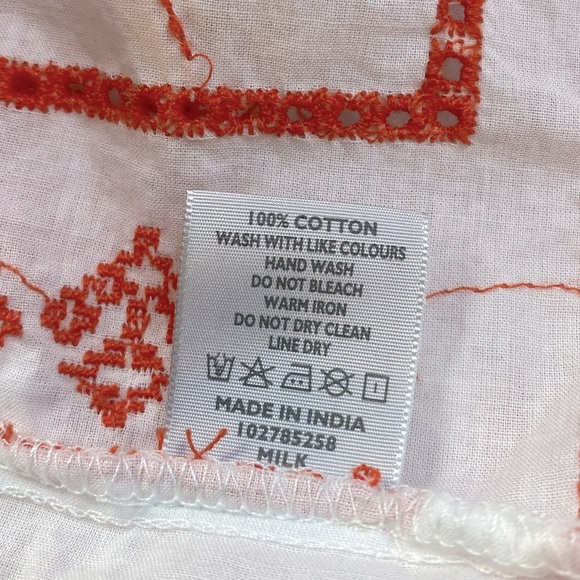 100% COTTON
WASH WITH LIKE COLOURS
HAND WASH
DO NOT BLEACH
WARM IRON
DO NOT DRY CLEAN
LINE DRY
MADE IN INDIA
102785258
MILK